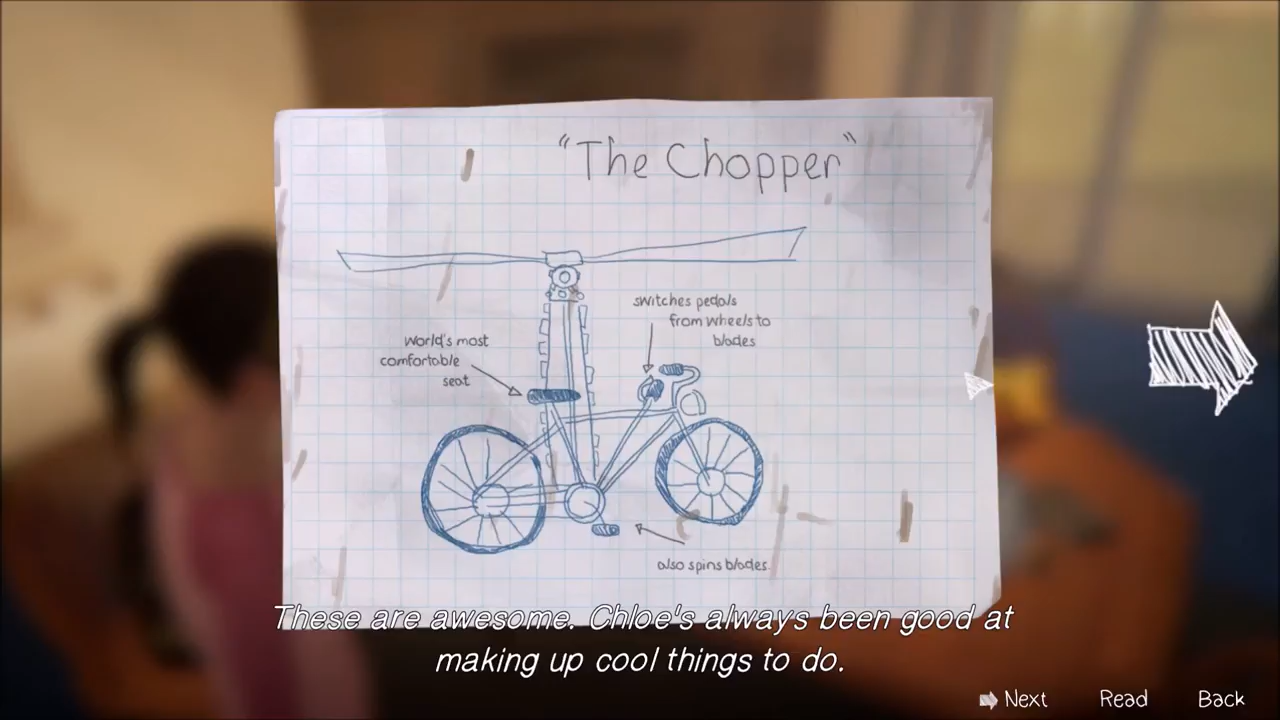 "The Chopper"
switches pedals
from wheels to
blades
world's most
comfortable
seat
also spins blades
These are awesome. Chloe's always been good at
making up cool things to do.
Next Read Back